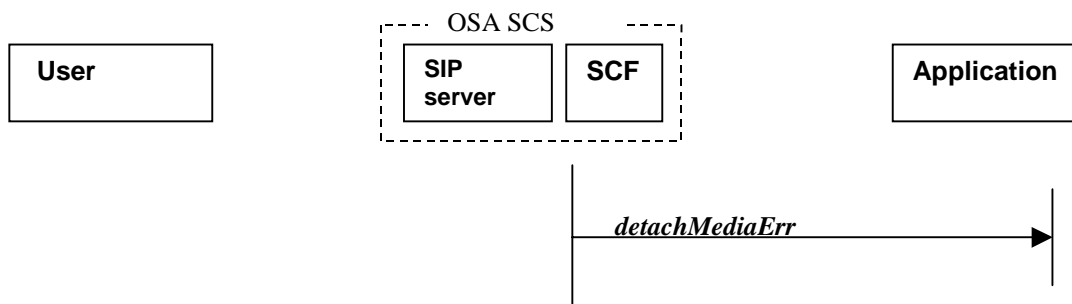 OSA SCS
User
SIP
server
SCF
Application
detachMediaErr